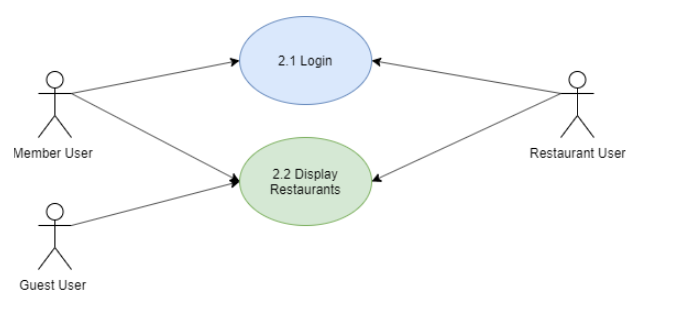 2.1 Login
Member User
Restaurant User
2.2 Display
Restaurants
Guest User